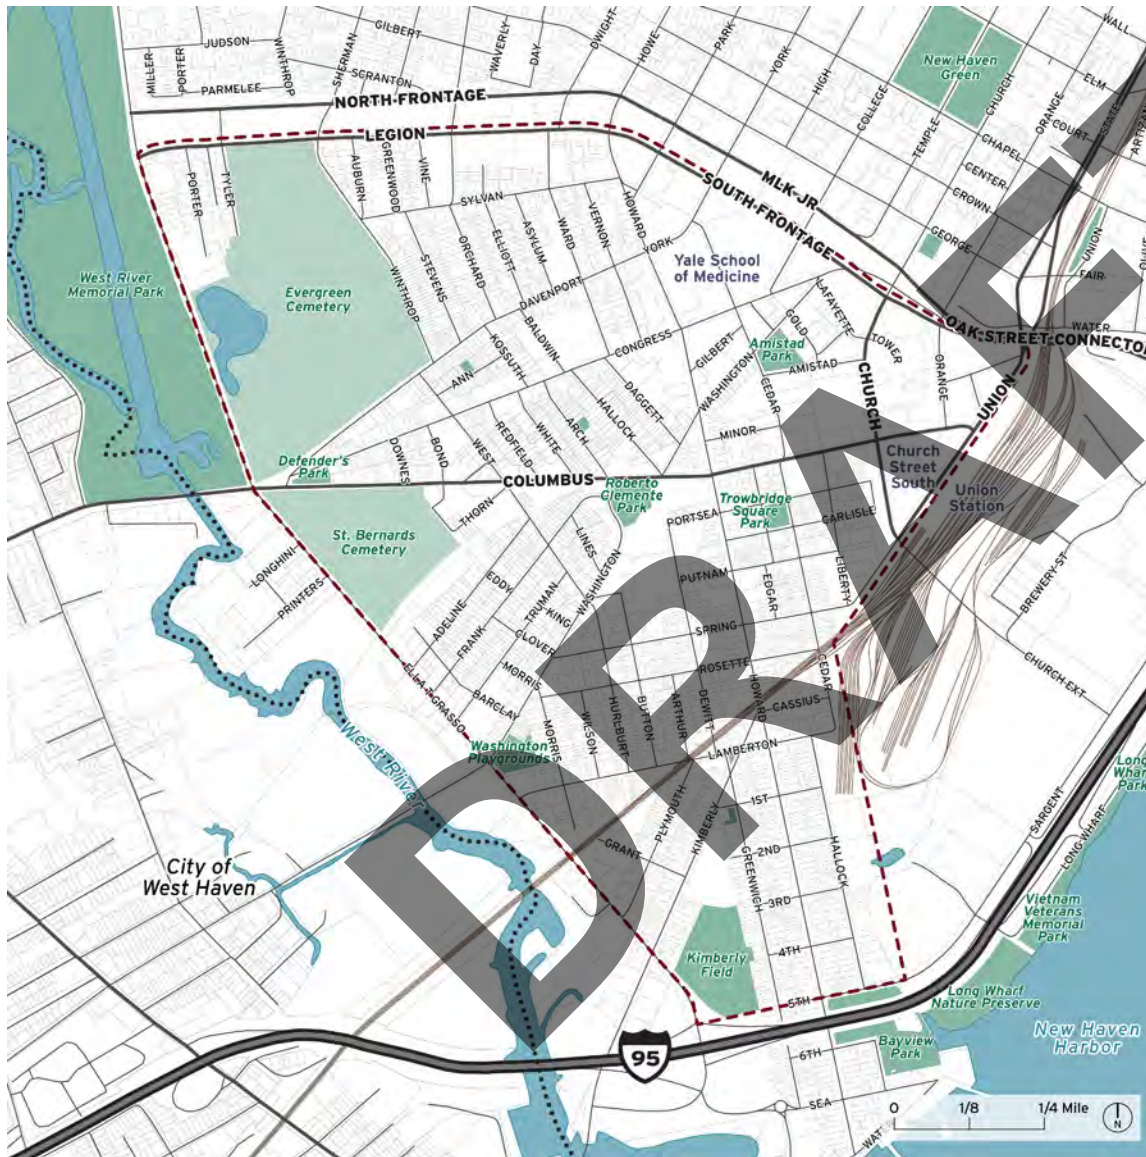 WALL
GILBERT
WAVERLY
DAY
DWIGHT
HOWE
PARK
YORK
HIGH
COLLEGE
TEMPLE
CHURCH
ORANGE
ELM
COURT
STATE
JUDSON
MILLER
PORTER
WINTHROP
SHERMAN
SCRANTON
PARMELEE
New Haven
Green
NORTH FRONTAGE
LEGION
CHAPEL
CENTER
CROWN
GEORGE
UNION
OLIVE
FAIR
WATER
MLK JR
SOUTH FRONTAGE
OAK STREET CONNECTOR
PORTER
TYLER
AUBURN
GREENWOOD
VINE
SYLVAN
HOWARD
VERNON
WARD
ASYLUM
ELLIOTT
ORCHARD
STEVENS
WINTHROP
YORK
DAVENPORT
Yale School
of Medicine
West River
Memorial Park
Evergreen
Cemetery
LAFAYETTE
GOLD
TOWER
ORANGE
Amistad
Park
AMISTAD
GILBERT
WASHINGTON
CEDAR
CHURCH
UNION
CONGRESS
BALDWIN
KOSSUTH
ANN
DAGGETT
HALLOCK
ARCH
WHITE
REDFIELD
WEST
BOND
DOWNES
MINOR
Defender's
Park
COLUMBUS
Roberto
Clemente
Park
Church
Street
South
Union
Station
PORTSEA
Trowbridge
Square
Park
CARLISLE
THORN
St. Bernards
Cemetery
LINES
WASHINGTON
LONGHINI
PRINTERS
EDDY
TRUMAN
KING
ADELINE
FRANK
CLOVER
MORRIS
BARCLAY
ELLA T GRASSO
PUTNAM
EDGAR
LIBERTY
SPRING
ROSETTE
CEDAR
HOWARD
CASSIUS
DEWITT
ARTHUR
BUTTON
HURLBURT
WILSON
MORRIS
LAMBERTON
BREWERY ST
CHURCH EXT
West River
Washington
Playgrounds
PLYMOUTH
KIMBERLY
1ST
2ND
3RD
4TH
5TH
6TH
SEA
GRANT
GREENWICH
HALLOCK
SARGENT
LONG WHARF
Long
Wharf
Park
City of
West Haven
Vietnam
Veterans
Memorial
Park
Kimberly
Field
Long Wharf
Nature Preserve
Bayview
Park
New Haven
Harbor
95
0 1/8 1/4 Mile
N
WAT
DRAFT